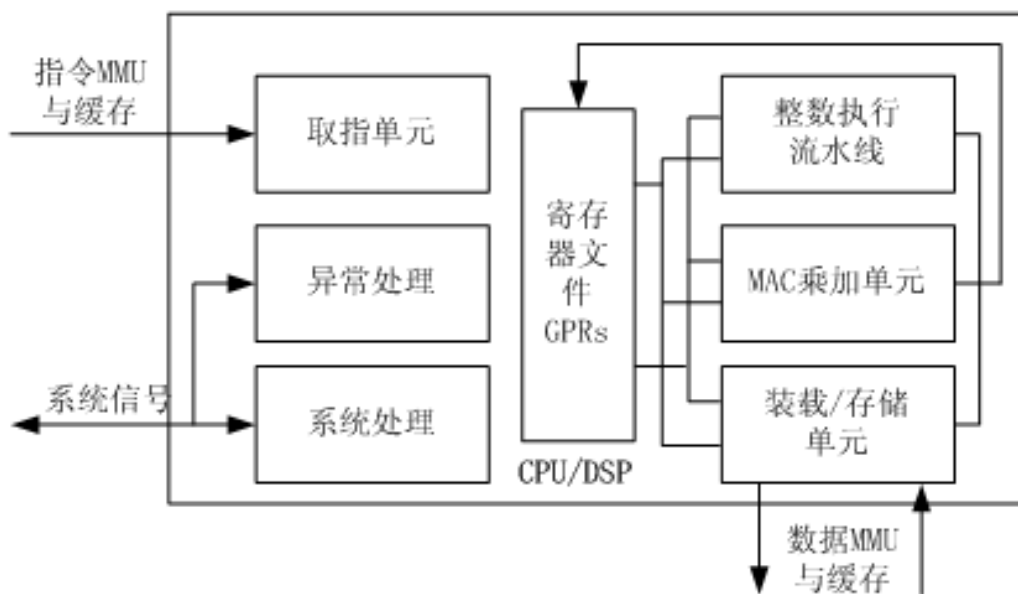 指令MMU
与缓存
取指单元
异常处理
系统信号
系统处理
寄存
器文
件
GPRs
CPU/DSP
整数执行
流水线
MAC乘加单元
装载/存储
单元
数据MMU
与缓存